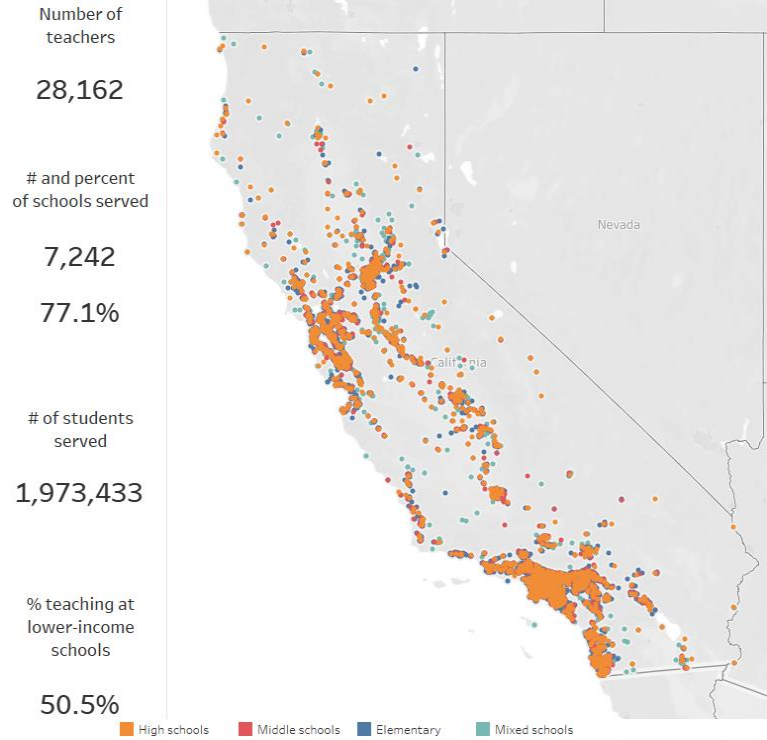 Number of
teachers
28,162
# and percent
of schools served
7,242
77.1%
# of students
served
1,973,433
% teaching at
lower-income
schools
50.5%
Nevada
California
High schools
Middle schools
Elementary
Mixed schools